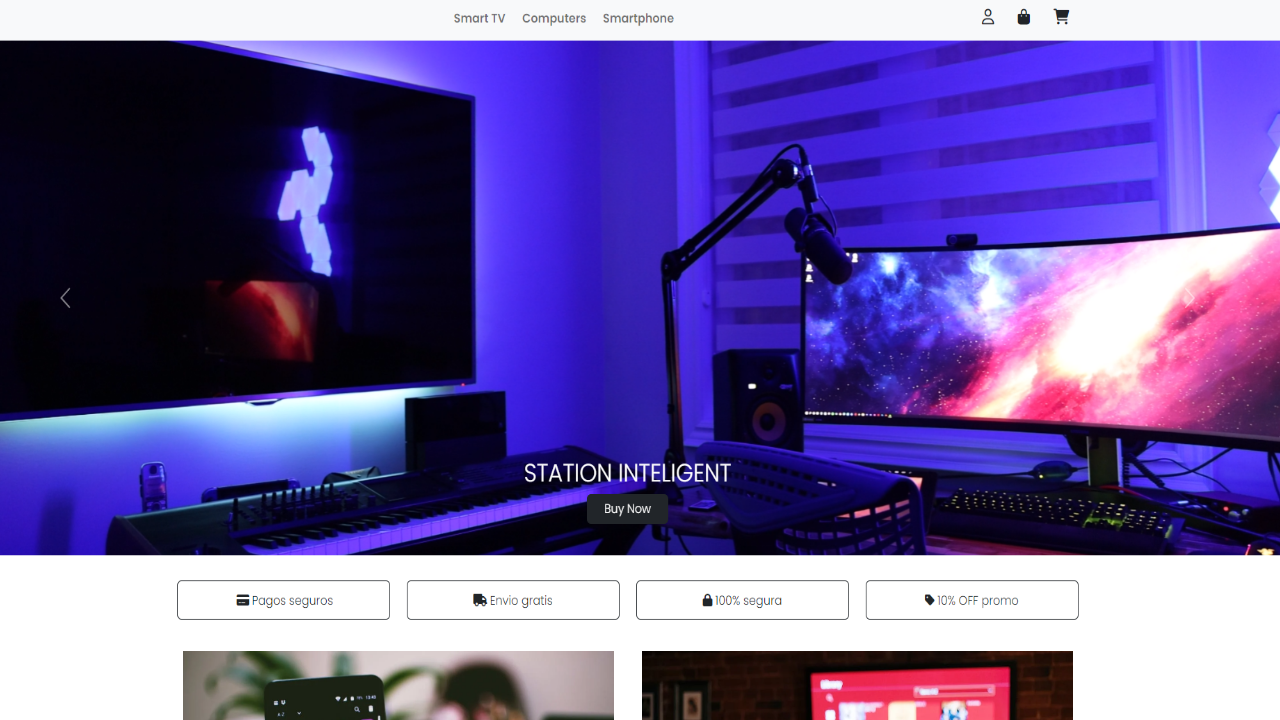 Smart TV Computers Smartphone
STATION INTELIGENT
Buy Now
Pagos seguros
Envio gratis
100% segura
10% OFF promo